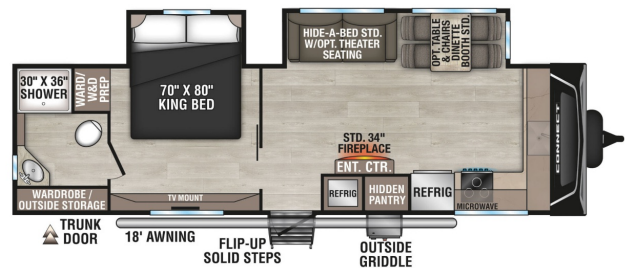 HIDE-A-BED STD.
W/OPT. THEATER
SEATING
OPT. TABLE
& CHAIRS
DINETTE
BOOTH STD.
30" X 36"
SHOWER
WARD/
W&D
PREP
70" X 80"
KING BED
CONNECT
STD. 34"
FIREPLACE
ENT. CTR.
REFRIG
HIDDEN
PANTRY
REFRIG
MICROWAVE
WARDROBE /
OUTSIDE STORAGE
TV MOUNT
TRUNK
DOOR
18' AWNING
FLIP-UP
SOLID STEPS
OUTSIDE
GRIDDLE